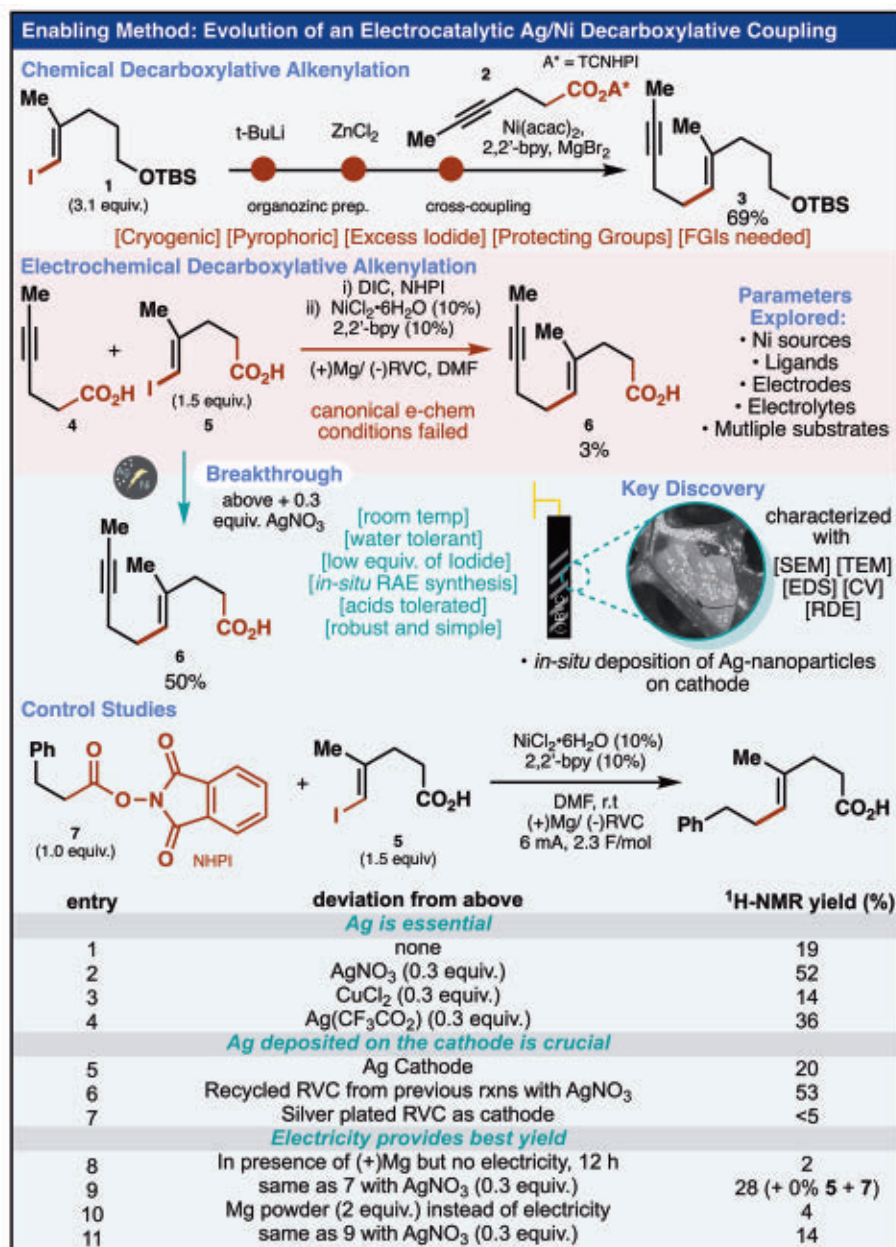 Enabling Method: Evolution of an Electrocatalytic Ag/Ni Decarboxylative Coupling
Chemical Decarboxylative Alkenylation
A* = TCNHPI
2
CO2A*
Me
Me
I
OTBS
1
(3.1 equiv.)
t-BuLi
ZnCl2
Ni(acac)2,
2,2'-bpy, MgBr2
organozinc prep.
cross-coupling
Me
Me
OTBS
3
69%
[Cryogenic] [Pyrophoric] [Excess Iodide] [Protecting Groups] [FGIs needed]
Electrochemical Decarboxylative Alkenylation
Me
CO2H
4
+
Me
I
CO2H
(1.5 equiv.)
5
i) DIC, NHPI
ii) NiCl2•6H2O (10%)
2,2'-bpy (10%)
(+)Mg/ (-)RVC, DMF
canonical e-chem
conditions failed
Me
Me
CO2H
6
3%
Parameters
Explored:
• Ni sources
• Ligands
• Electrodes
• Electrolytes
• Mutliple substrates
Breakthrough
above + 0.3
equiv. AgNO3
Me
Me
CO2H
6
50%
[room temp]
[water tolerant]
[low equiv. of Iodide]
[in-situ RAE synthesis]
[acids tolerated]
[robust and simple]
Key Discovery
(-)RVC
characterized
with
[SEM] [TEM]
[EDS] [CV]
[RDE]
• in-situ deposition of Ag-nanoparticles
on cathode
Control Studies
Ph
O
O
N
O
O
7
(1.0 equiv.)
NHPI
+
Me
I
CO2H
5
(1.5 equiv)
NiCl2•6H2O (10%)
2,2'-bpy (10%)
DMF, r.t
(+)Mg/ (-)RVC
6 mA, 2.3 F/mol
Me
Ph
CO2H
entry deviation from above 1H-NMR yield (%)
Ag is essential
1 none 19
2 AgNO3 (0.3 equiv.) 52
3 CuCl2 (0.3 equiv.) 14
4 Ag(CF3CO2) (0.3 equiv.) 36
Ag deposited on the cathode is crucial
5 Ag Cathode 20
6 Recycled RVC from previous rxns with AgNO3 53
7 Silver plated RVC as cathode <5
Electricity provides best yield
8 In presence of (+)Mg but no electricity, 12 h 2
9 same as 7 with AgNO3 (0.3 equiv.) 28 (+ 0% 5 + 7)
10 Mg powder (2 equiv.) instead of electricity 4
11 same as 9 with AgNO3 (0.3 equiv.) 14